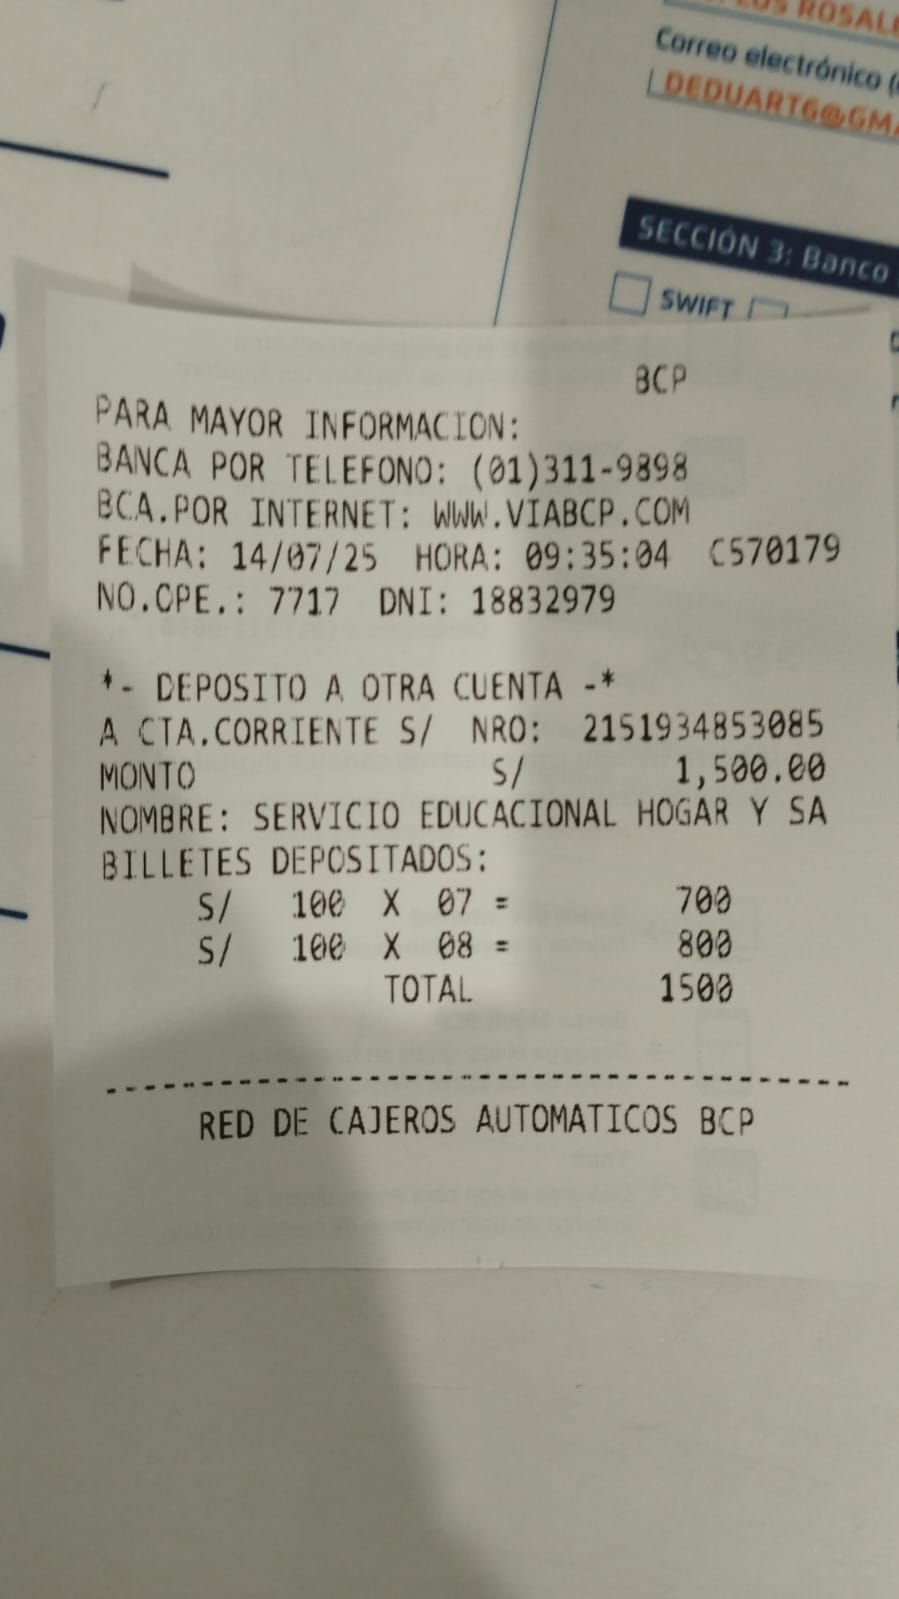 OS ROSALE
Correo electrónico (
DEDUART6@GMA
SECCIÓN 3: Banco
SWIFT
BCP
PARA MAYOR INFORMACION:
BANCA POR TELEFONO: (01)311-9898
BCA.POR INTERNET: WWW.VIABCP.COM
FECHA: 14/07/25 HORA: 09:35:04 C570179
NO.OPE.: 7717 DNI: 18832979
*- DEPOSITO A OTRA CUENTA -*
A CTA.CORRIENTE S/ NRO: 2151934853085
MONTO S/ 1,500.00
NOMBRE: SERVICIO EDUCACIONAL HOGAR Y SA
BILLETES DEPOSITADOS:
S/ 100 X 07 = 700
S/ 100 X 08 = 800
TOTAL 1500
RED DE CAJEROS AUTOMATICOS BCP